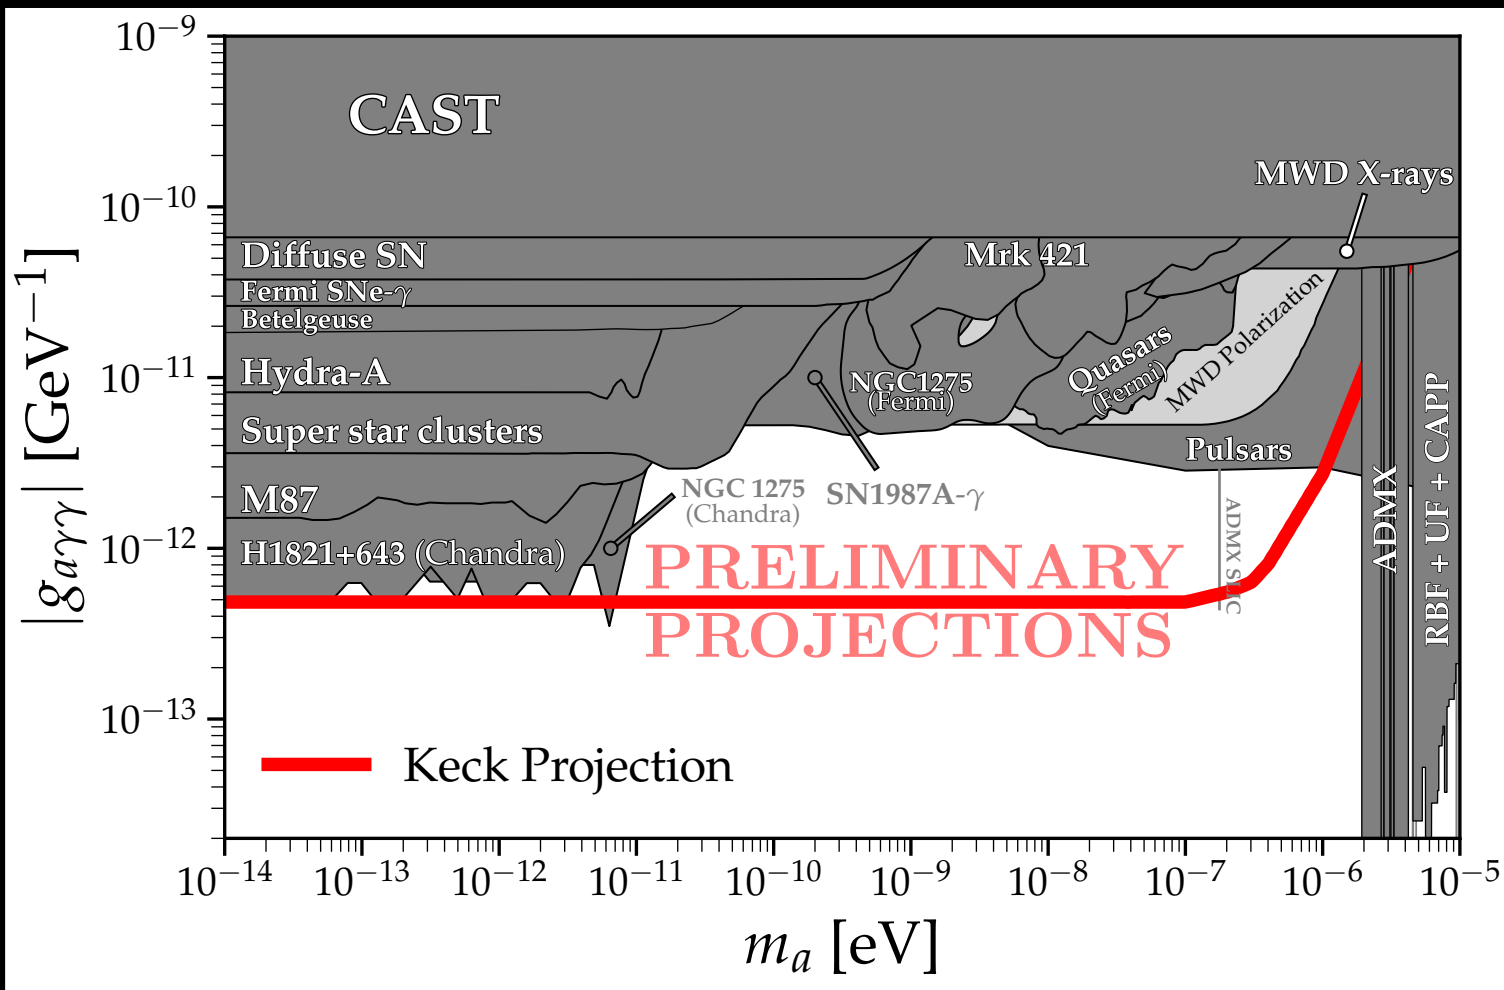 10−9
CAST
MWD X-rays
10−10
Diffuse SN
Mrk 421
Fermi SNe-γ
Betelgeuse
MWD Polarization
Quasars
(Fermi)
10−11
Hydra-A
NGC1275
(Fermi)
Super star clusters
Pulsars
M87
NGC 1275
(Chandra)
SN1987A-γ
ADMX SLIC
ADMX
RBF + UF + CAPP
10−12
H1821+643 (Chandra)
PRELIMINARY
PROJECTIONS
10−13
Keck Projection
|gaγγ| [GeV−1]
10−14 10−13 10−12 10−11 10−10 10−9 10−8 10−7 10−6 10−5
ma [eV]